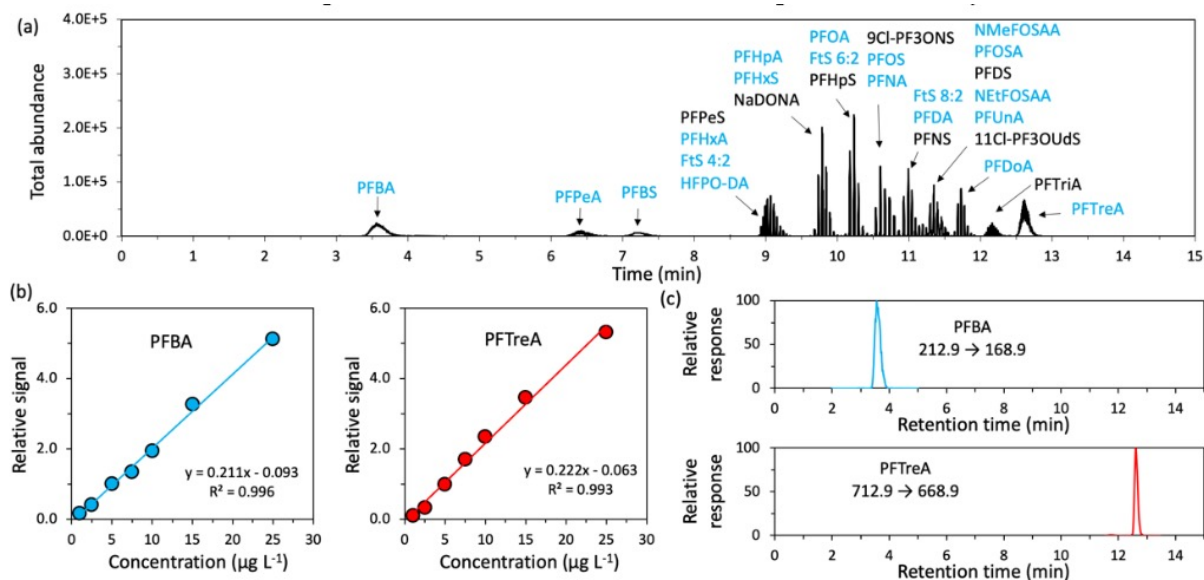 (a)
4.0E+5
3.0E+5
2.0E+5
1.0E+5
0.0E+0
Total abundance
PFBA
PFPeA
PFBS
PFPeS
PFHxA
FtS 4:2
HFPO-DA
PFHpA
PFHxS
NaDONA
PFOA
FtS 6:2
PFHpS
9Cl-PF3ONS
PFOS
PFNA
FtS 8:2
PFDA
PFNS
NMeFOSAA
PFOSA
PFDS
NEtFOSAA
PFUnA
11Cl-PF3OUdS
PFDoA
PFTriA
PFTreA
0 1 2 3 4 5 6 7 8 9 10 11 12 13 14 15
Time (min)
(b)
6.0
4.0
2.0
0.0
Relative signal
PFBA
y = 0.211x - 0.093
R² = 0.996
0 5 10 15 20 25 30
Concentration (µg L⁻¹)
6.0
4.0
2.0
0.0
Relative signal
PFTreA
y = 0.222x - 0.063
R² = 0.993
0 5 10 15 20 25 30
Concentration (µg L⁻¹)
(c)
100
50
0
Relative
response
PFBA
212.9 → 168.9
0 2 4 6 8 10 12 14
Retention time (min)
100
50
0
Relative
response
PFTreA
712.9 → 668.9
0 2 4 6 8 10 12 14
Retention time (min)